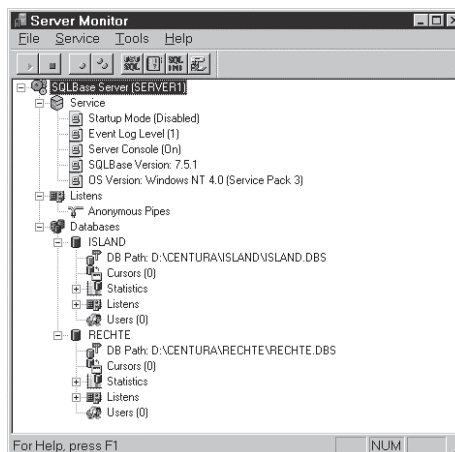 Server Monitor
File Service Tools Help
SQLBase Server (SERVER1)
Service
Startup Mode (Disabled)
Event Log Level (1)
Server Console (On)
SQLBase Version: 7.5.1
OS Version: Windows NT 4.0 (Service Pack 3)
Listens
Anonymous Pipes
Databases
ISLAND
DB Path: D:\CENTURA\ISLAND\ISLAND.DBS
Cursors (0)
Statistics
Listens
Users (0)
RECHTE
DB Path: D:\CENTURA\RECHTE\RECHTE.DBS
Cursors (0)
Statistics
Listens
Users (0)
For Help, press F1 NUM